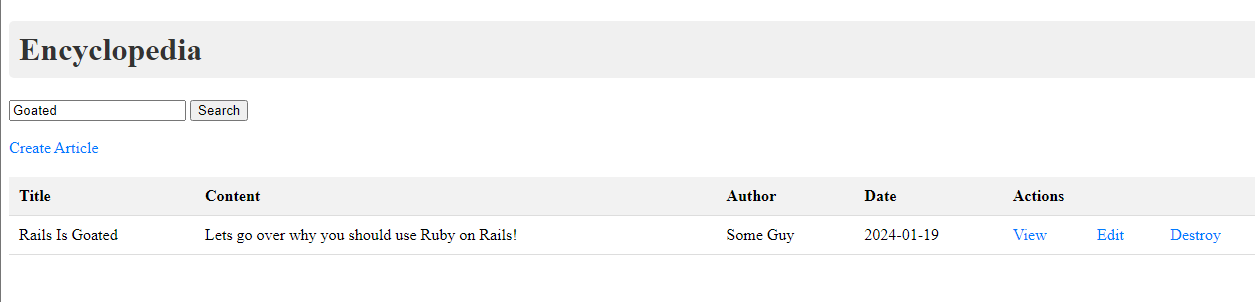 Encyclopedia
Goated Search
Create Article
Title Content Author Date Actions
Rails Is Goated Lets go over why you should use Ruby on Rails! Some Guy 2024-01-19 View Edit Destroy